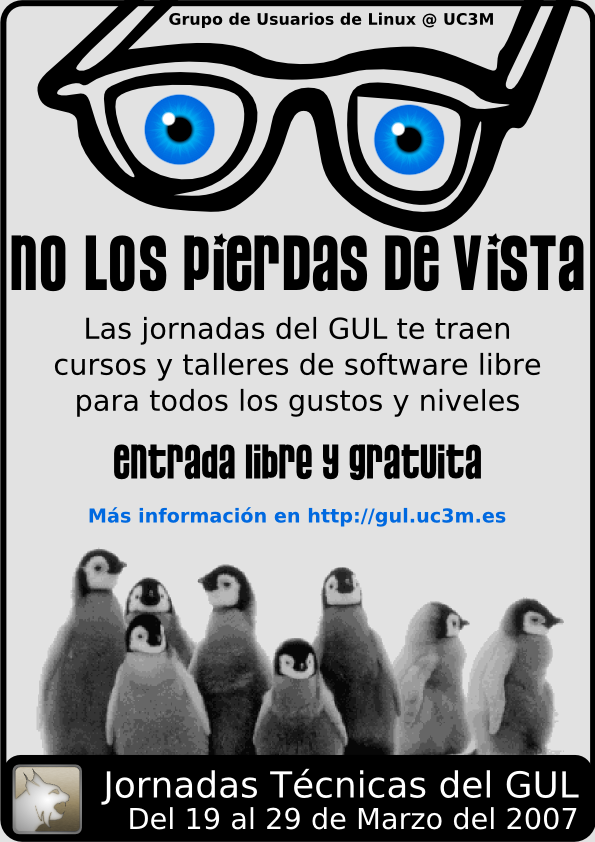 Grupo de Usuarios de Linux @ UC3M
no Los pierDas De VisTa
Las jornadas del GUL te traen
cursos y talleres de software libre
para todos los gustos y niveles
entrada libre y gratuita
Más información en http://gul.uc3m.es
Jornadas Técnicas del GUL
Del 19 al 29 de Marzo del 2007